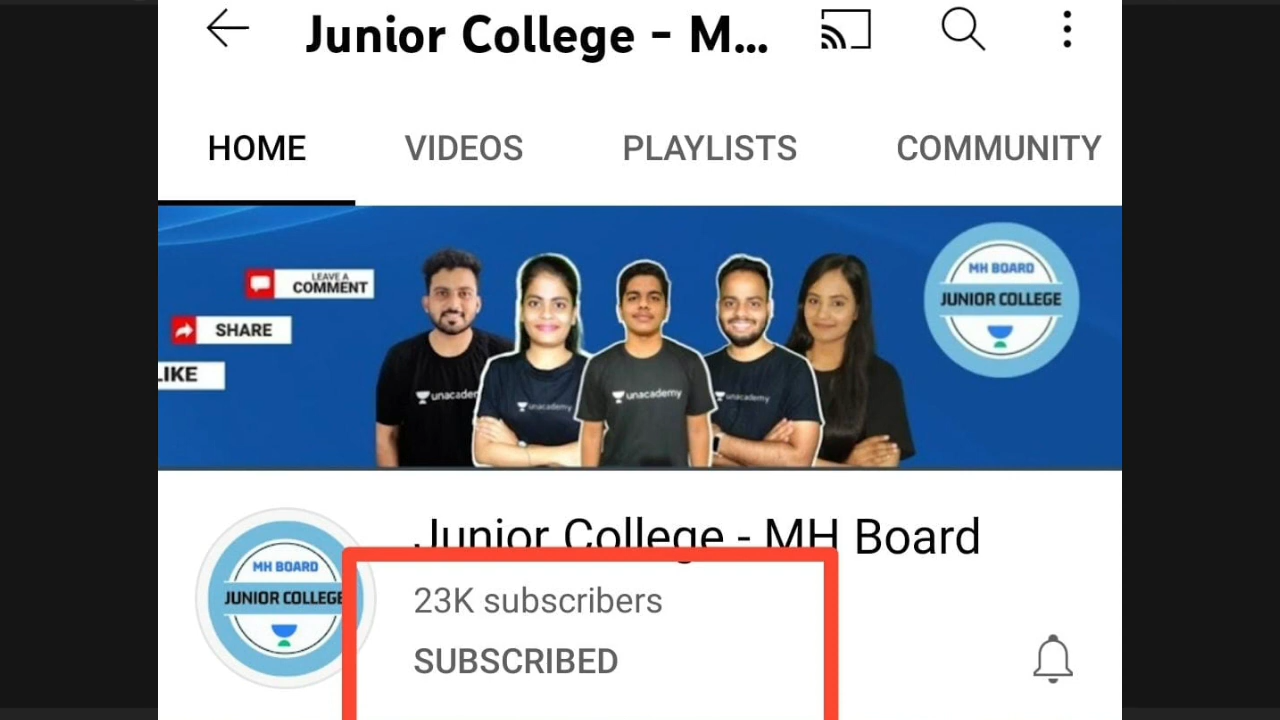 Junior College - M...
HOME VIDEOS PLAYLISTS COMMUNITY
LEAVE A
COMMENT
SHARE
LIKE
MH BOARD
JUNIOR COLLEGE
unacademy
unacademy
unacademy
Junior College - MH Board
MH BOARD
JUNIOR COLLEGE
23K subscribers
SUBSCRIBED